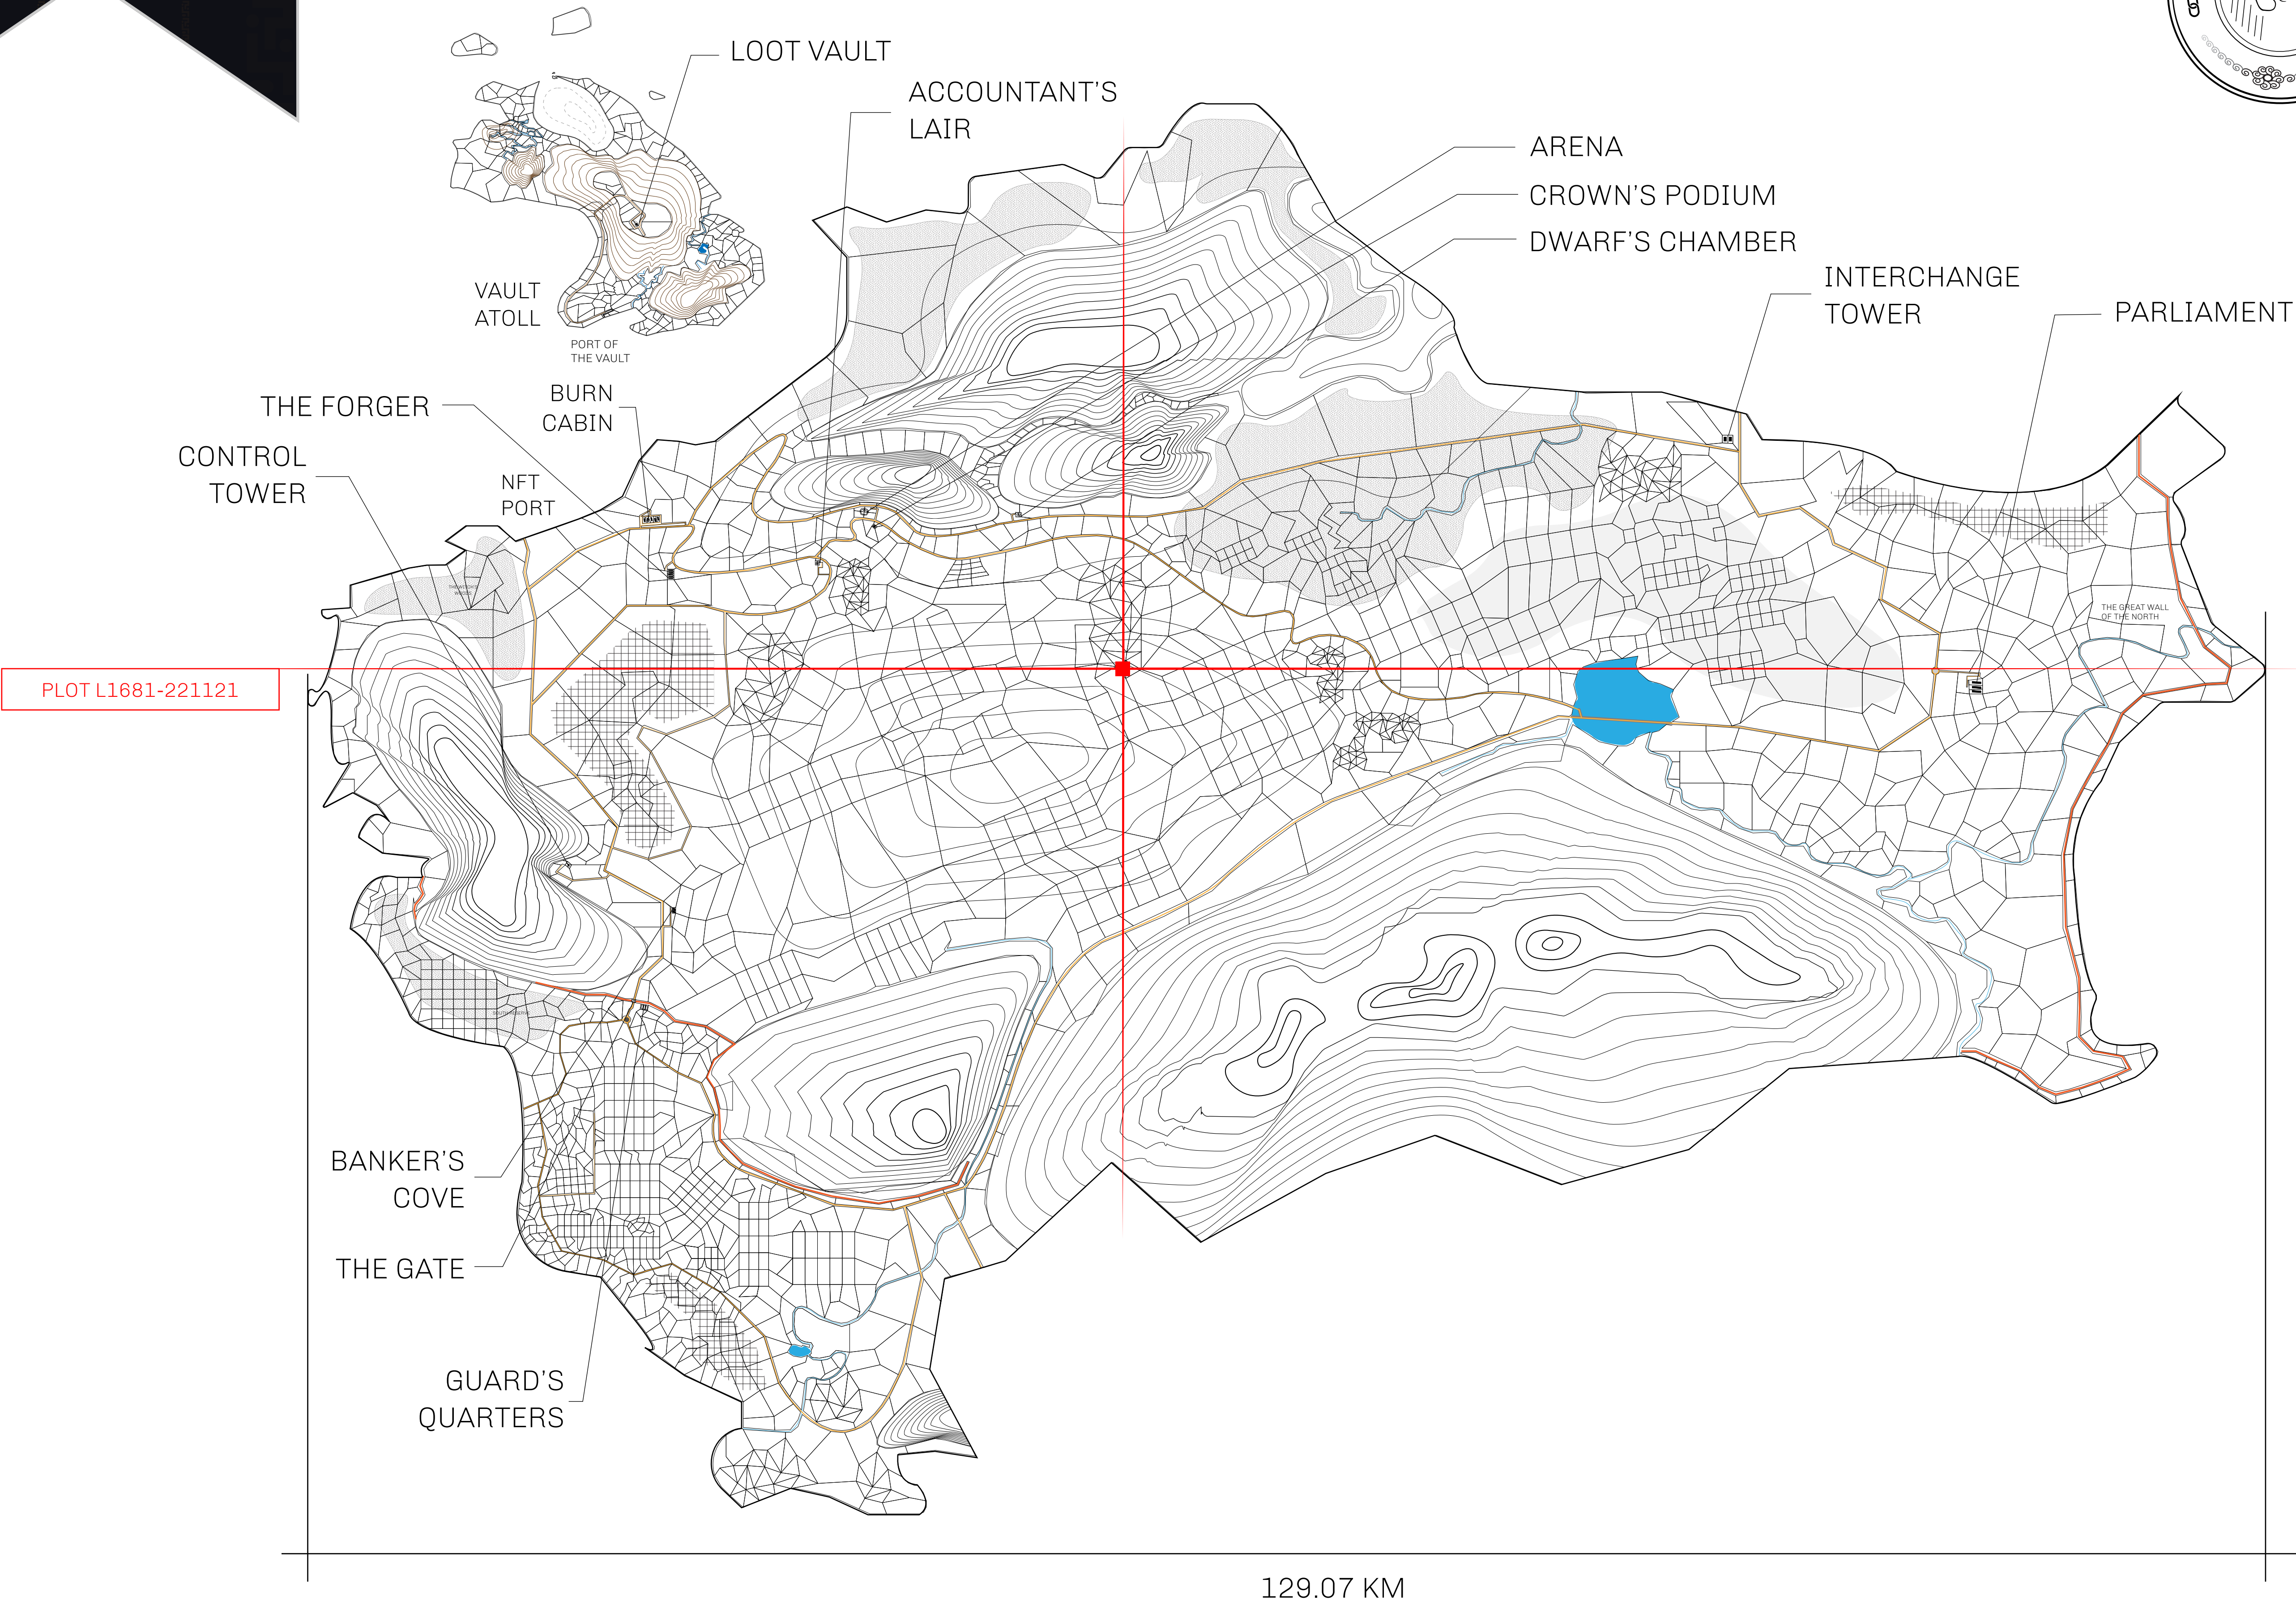 LOOT VAULT
ACCOUNTANT'S
LAIR
ARENA
CROWN'S PODIUM
DWARF'S CHAMBER
INTERCHANGE
TOWER
PARLIAMENT
VAULT
ATOLL
PORT OF
THE VAULT
BURN
CABIN
THE FORGER
CONTROL
TOWER
NFT
PORT
THE GREAT WALL
OF THE NORTH
PLOT L1681-221121
BANKER'S
COVE
THE GATE
GUARD'S
QUARTERS
129.07 KM